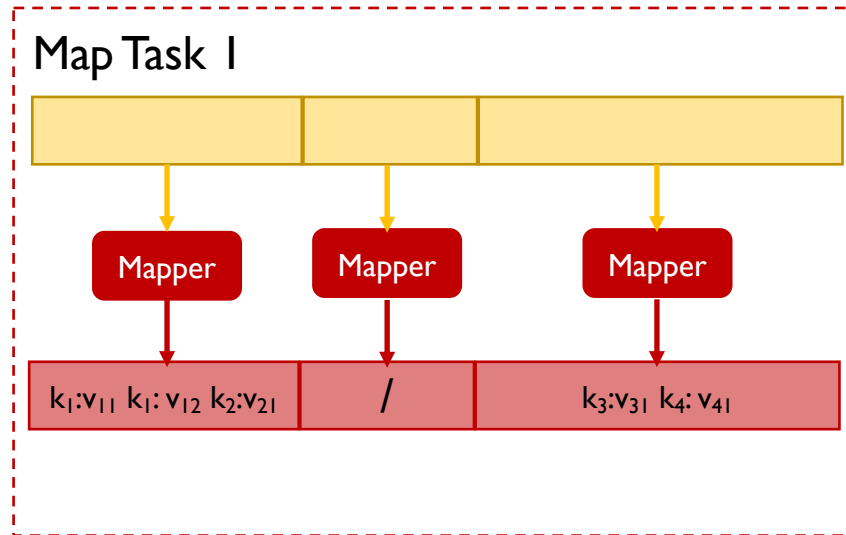 Map Task 1
Mapper Mapper Mapper
k₁:v₁₁ k₁: v₁₂ k₂:v₂₁ / k₃:v₃₁ k₄: v₄₁